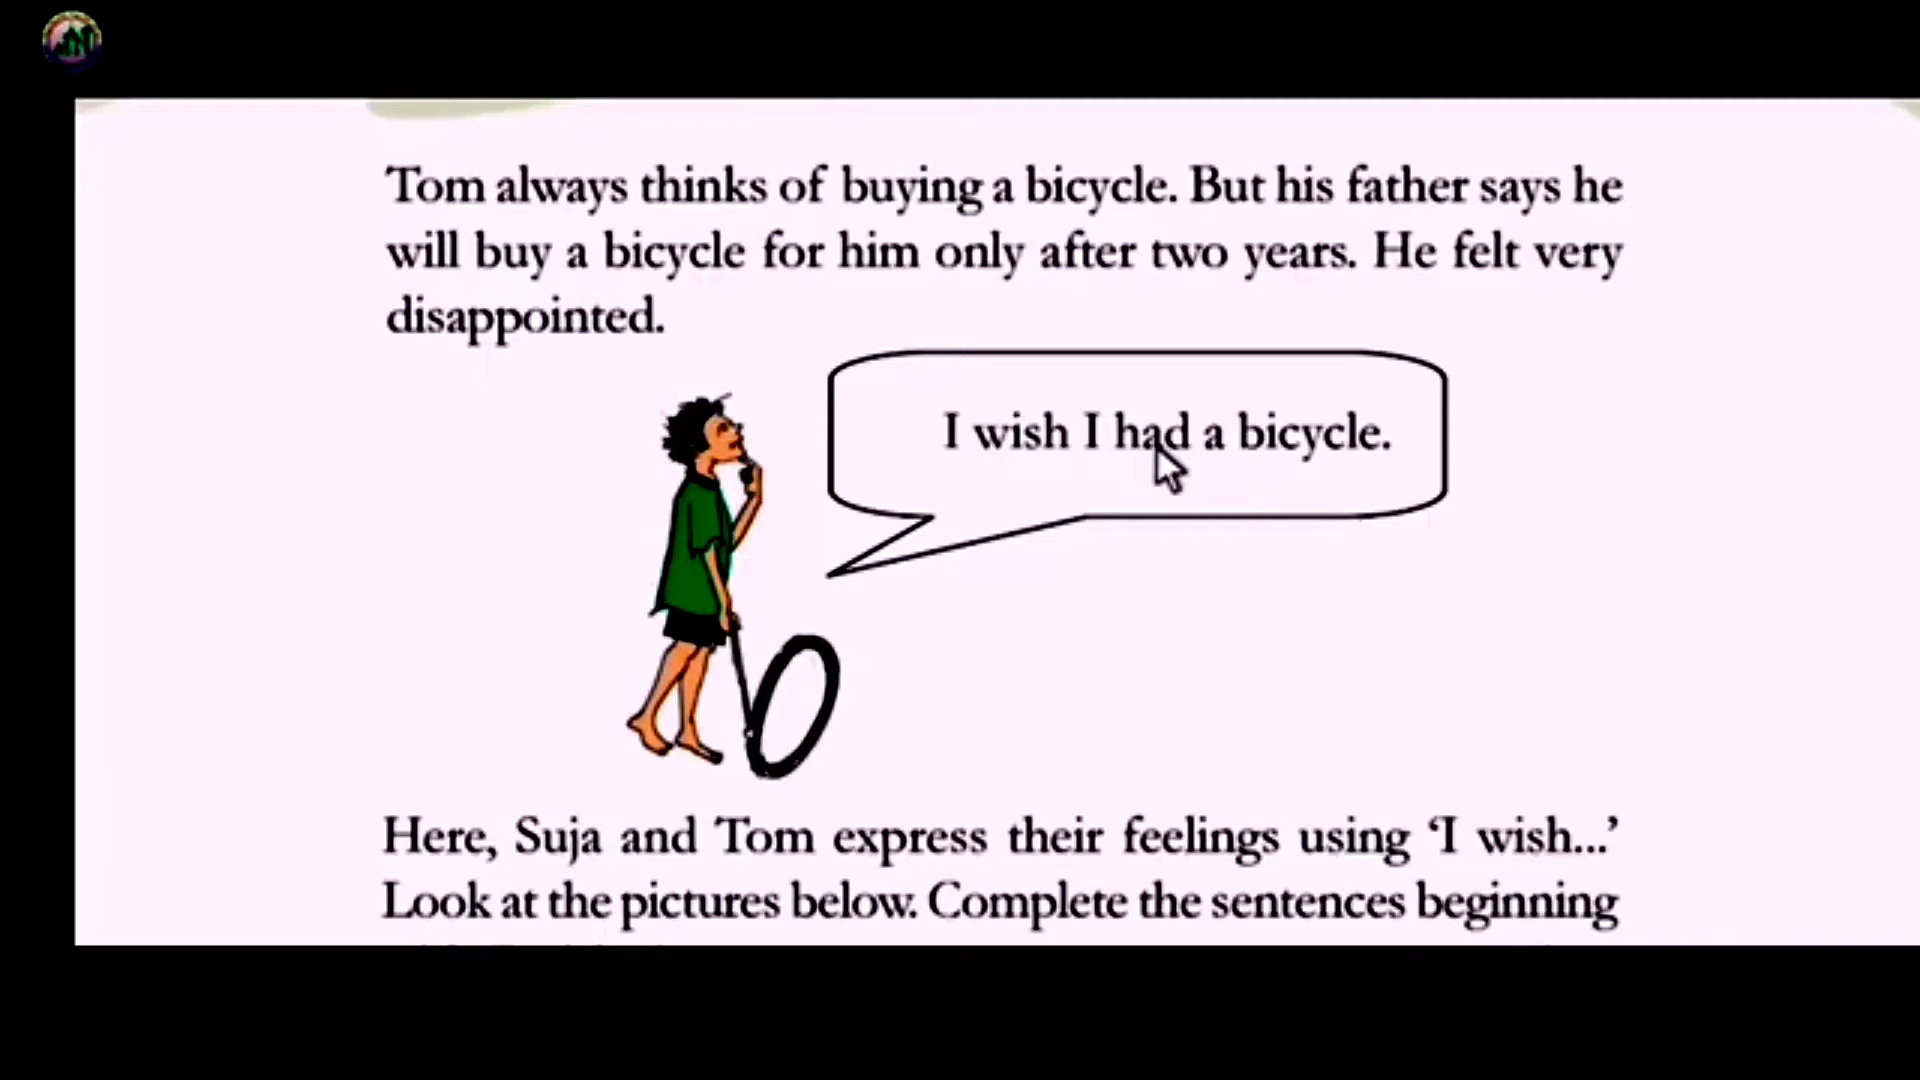 Tom always thinks of buying a bicycle. But his father says he
will buy a bicycle for him only after two years. He felt very
disappointed.
I wish I had a bicycle.
Here, Suja and Tom express their feelings using ‘I wish...’
Look at the pictures below. Complete the sentences beginning